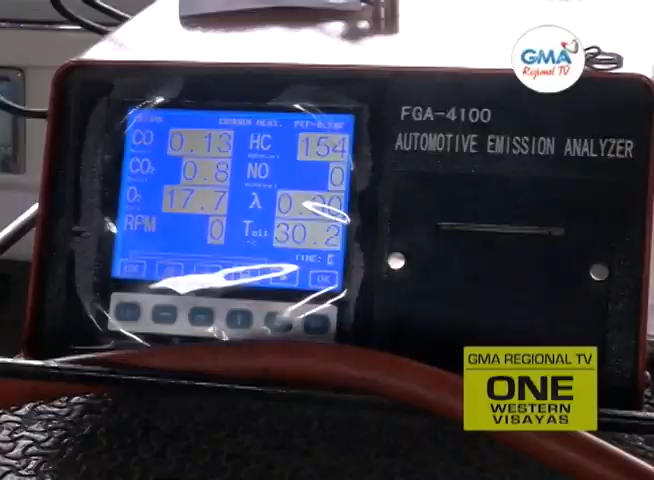 GMA
Regional TV
FGA-4100
AUTOMOTIVE EMISSION ANALYZER
CO 0.13 HC 154
CO₂ 0.8 NO 0
O₂ 17.7 λ
RPM 0 Toil 30.2
TIME:
OK
GMA REGIONAL TV
ONE
WESTERN
VISAYAS